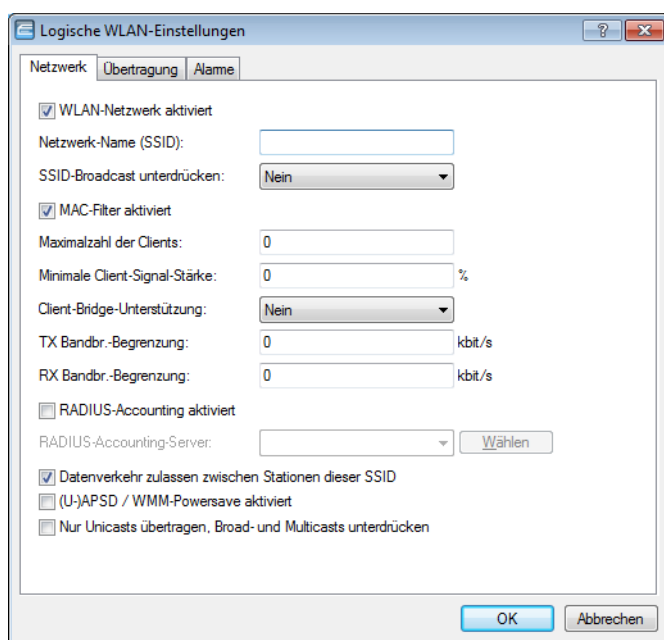 Logische WLAN-Einstellungen
Netzwerk Übertragung Alarme
WLAN-Netzwerk aktiviert
Netzwerk-Name (SSID):
SSID-Broadcast unterdrücken: Nein
MAC-Filter aktiviert
Maximalzahl der Clients: 0
Minimale Client-Signal-Stärke: 0 %
Client-Bridge-Unterstützung: Nein
TX Bandbr.-Begrenzung: 0 kbit/s
RX Bandbr.-Begrenzung: 0 kbit/s
RADIUS-Accounting aktiviert
RADIUS-Accounting-Server: Wählen
Datenverkehr zulassen zwischen Stationen dieser SSID
(U-)APSD / WMM-Powersave aktiviert
Nur Unicasts übertragen, Broad- und Multicasts unterdrücken
OK Abbrechen